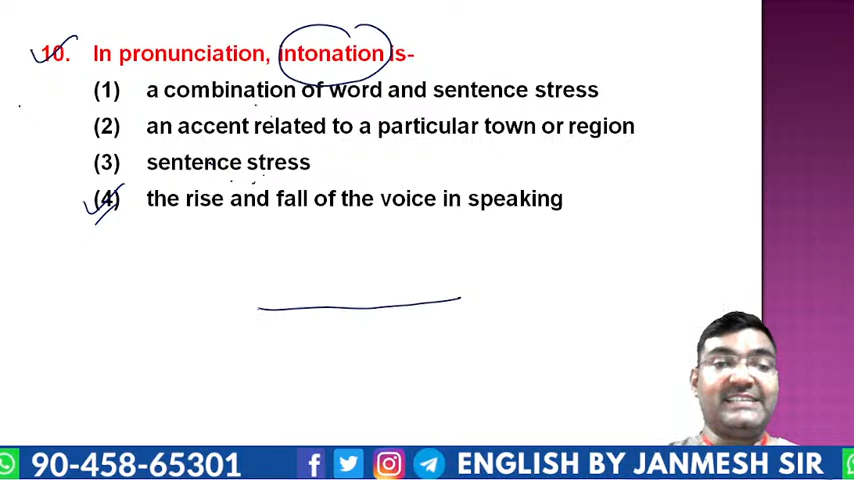 10. In pronunciation, intonation is-
(1) a combination of word and sentence stress
(2) an accent related to a particular town or region
(3) sentence stress
(4) the rise and fall of the voice in speaking
90-458-65301 f ENGLISH BY JANMESH SIR